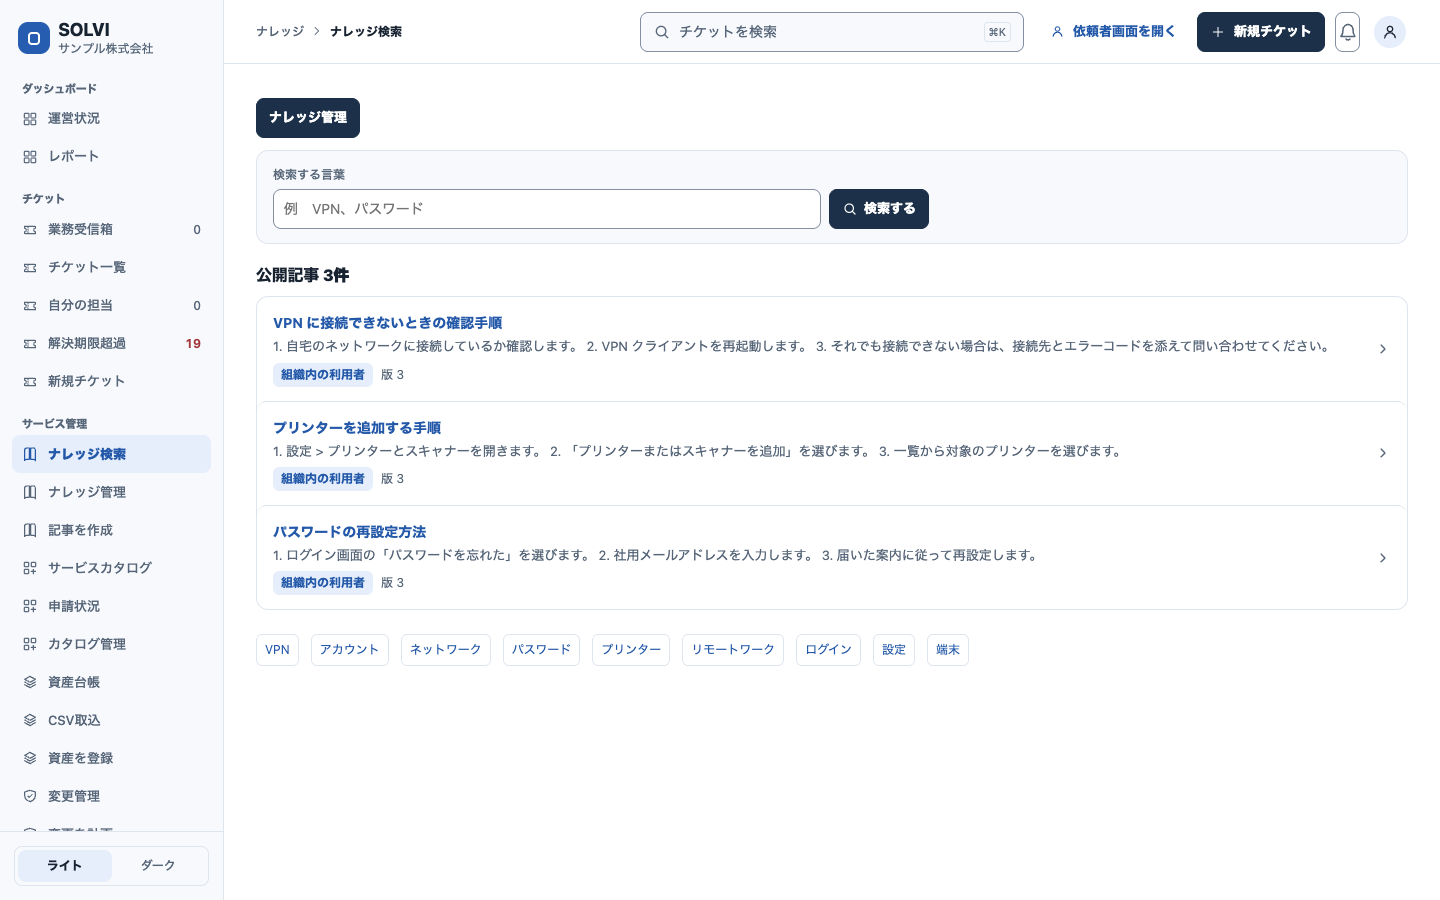 SOLVI
サンプル株式会社
ダッシュボード
運営状況
レポート
チケット
業務受信箱 0
チケット一覧
自分の担当 0
解決期限超過 19
新規チケット
サービス管理
ナレッジ検索
ナレッジ管理
記事を作成
サービスカタログ
申請状況
カタログ管理
資産台帳
CSV取込
資産を登録
変更管理
ライト ダーク
ナレッジ > ナレッジ検索
チケットを検索 ⌘K
依頼者画面を開く
+ 新規チケット
ナレッジ管理
検索する言葉
例 VPN、パスワード
検索する
公開記事 3件
VPN に接続できないときの確認手順
1. 自宅のネットワークに接続しているか確認します。 2. VPN クライアントを再起動します。 3. それでも接続できない場合は、接続先とエラーコードを添えて問い合わせてください。
組織内の利用者 版 3
プリンターを追加する手順
1. 設定 > プリンターとスキャナーを開きます。 2. 「プリンターまたはスキャナーを追加」を選びます。 3. 一覧から対象のプリンターを選びます。
組織内の利用者 版 3
パスワードの再設定方法
1. ログイン画面の「パスワードを忘れた」を選びます。 2. 社用メールアドレスを入力します。 3. 届いた案内に従って再設定します。
組織内の利用者 版 3
VPN アカウント ネットワーク パスワード プリンター リモートワーク ログイン 設定 端末